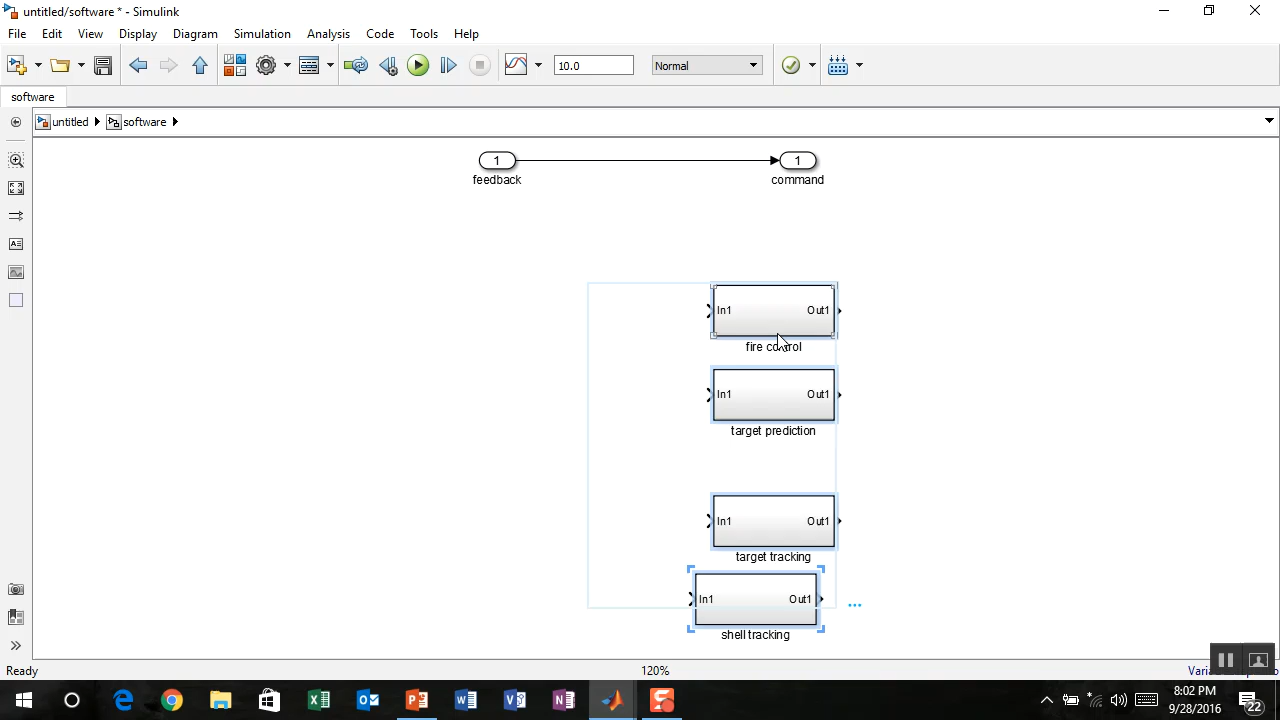 untitled/software * - Simulink
File Edit View Display Diagram Simulation Analysis Code Tools Help
10.0 Normal
software
untitled software
1 1
feedback command
In1 Out1
fire control
In1 Out1
target prediction
In1 Out1
target tracking
In1 Out1
shell tracking
Ready 120%
8:02 PM
9/28/2016 22